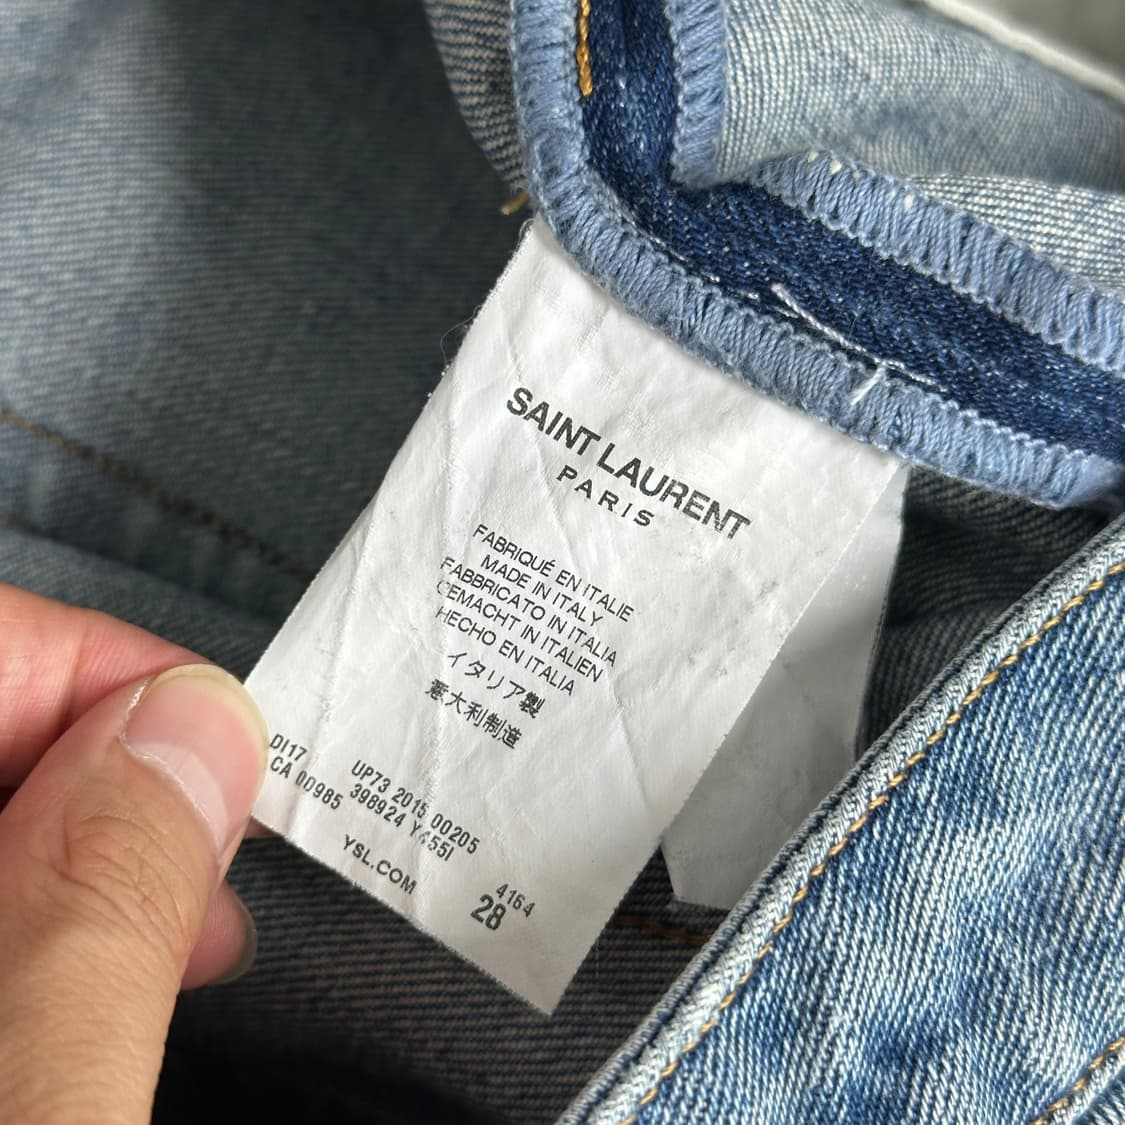 SAINT LAURENT
PARIS
FABRIQUÉ EN ITALIE
MADE IN ITALY
FABBRICATO IN ITALIA
GEMACHT IN ITALIEN
HECHO EN ITALIA
イタリア製
意大利制造
DI17 UP73 2015 00205
CA 00985 398924 Y455I
YSL.COM
4164
28